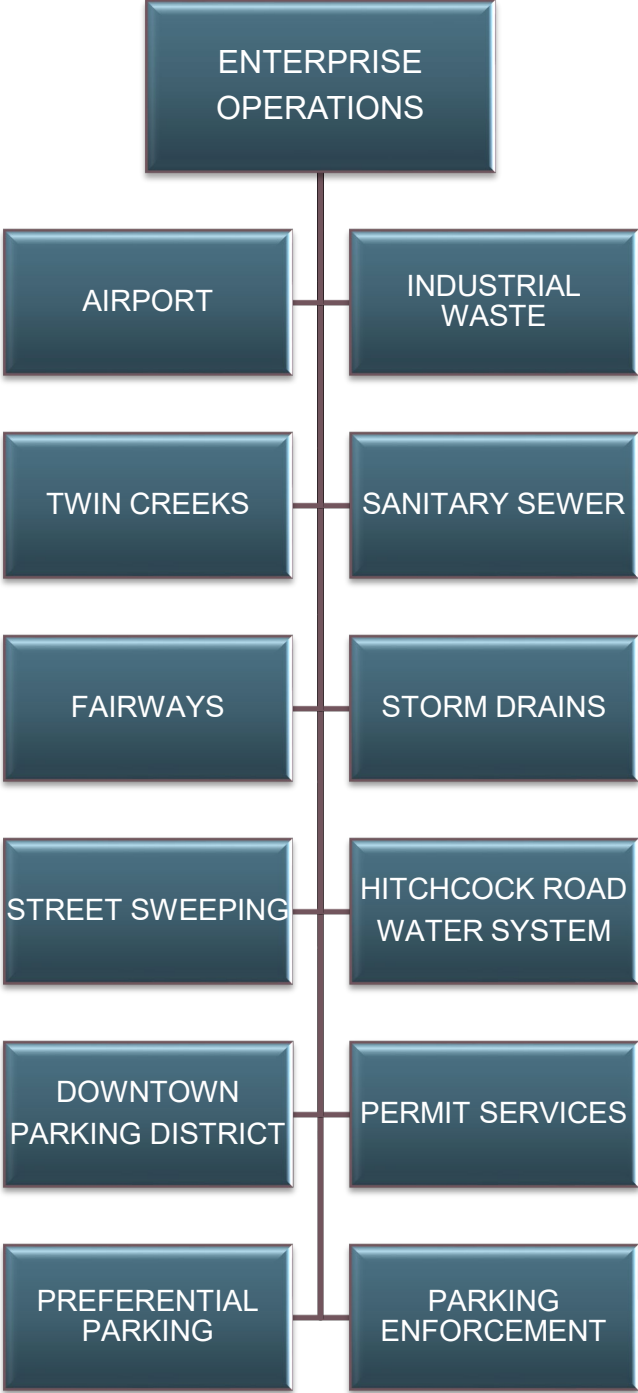 ENTERPRISE
OPERATIONS
AIRPORT
INDUSTRIAL
WASTE
TWIN CREEKS
SANITARY SEWER
FAIRWAYS
STORM DRAINS
STREET SWEEPING
HITCHCOCK ROAD
WATER SYSTEM
DOWNTOWN
PARKING DISTRICT
PERMIT SERVICES
PREFERENTIAL
PARKING
PARKING
ENFORCEMENT